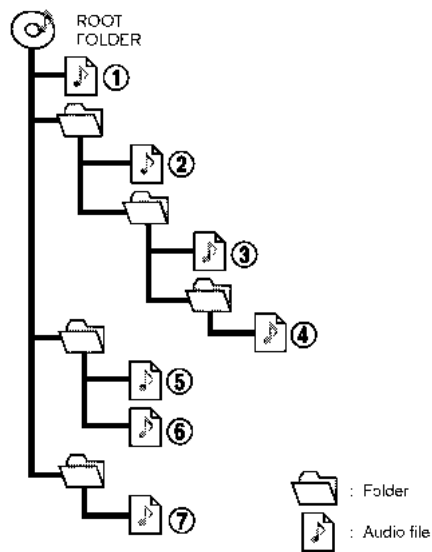 ROOT
FOLDER
①
②
③
④
⑤
⑥
⑦
: Folder
: Audio file